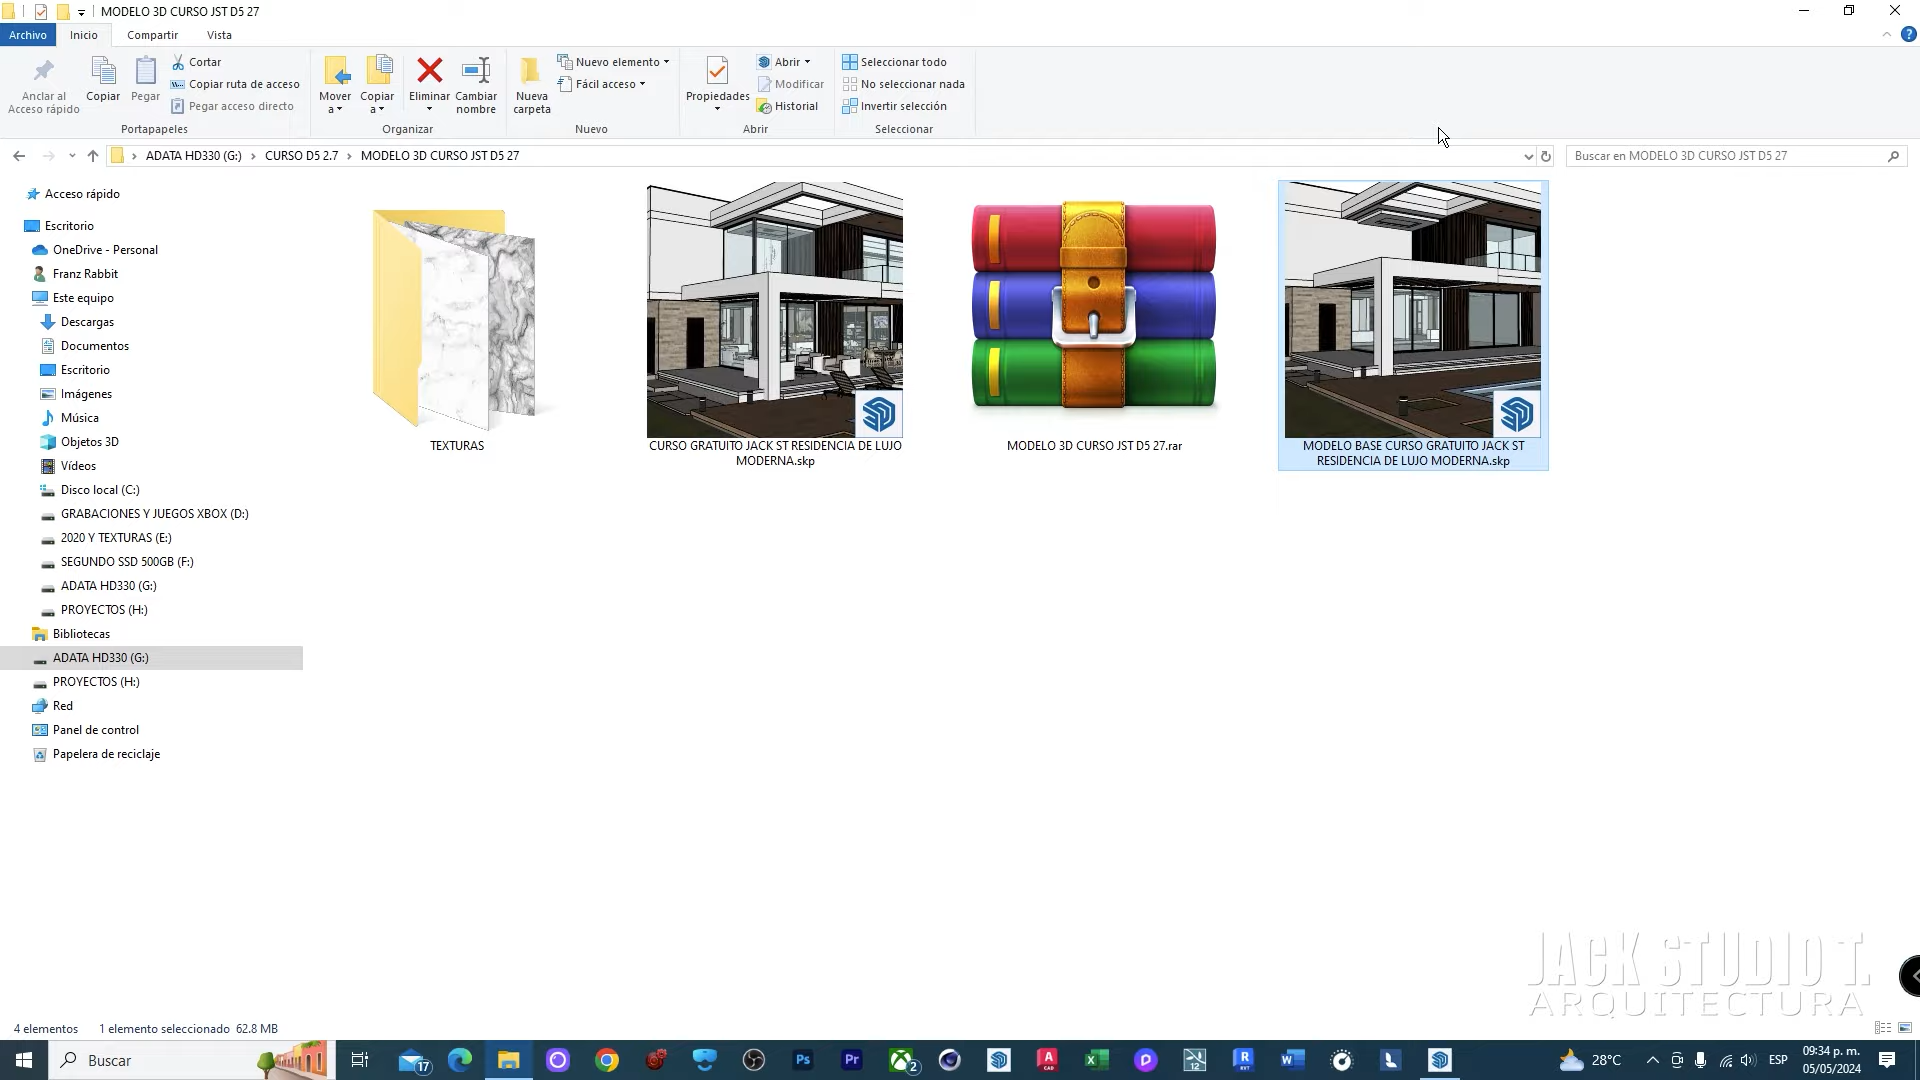 MODELO 3D CURSO JST D5 27
Archivo
Inicio
Compartir
Vista
Anclar al
Acceso rápido
Copiar
Pegar
Cortar
Copiar ruta de acceso
Pegar acceso directo
Portapapeles
Mover
a
Copiar
a
Eliminar
Cambiar
nombre
Organizar
Nueva
carpeta
Nuevo elemento
Fácil acceso
Nuevo
Propiedades
Abrir
Modificar
Historial
Abrir
Seleccionar todo
No seleccionar nada
Invertir selección
Seleccionar
ADATA HD330 (G:) > CURSO D5 2.7 > MODELO 3D CURSO JST D5 27
Buscar en MODELO 3D CURSO JST D5 27
Acceso rápido
Escritorio
OneDrive - Personal
Franz Rabbit
Este equipo
Descargas
Documentos
Escritorio
Imágenes
Música
Objetos 3D
Vídeos
Disco local (C:)
GRABACIONES Y JUEGOS XBOX (D:)
2020 Y TEXTURAS (E:)
SEGUNDO SSD 500GB (F:)
ADATA HD330 (G:)
PROYECTOS (H:)
Bibliotecas
ADATA HD330 (G:)
PROYECTOS (H:)
Red
Panel de control
Papelera de reciclaje
TEXTURAS
CURSO GRATUITO JACK ST RESIDENCIA DE LUJO
MODERNA.skp
MODELO 3D CURSO JST D5 27.rar
MODELO BASE CURSO GRATUITO JACK ST
RESIDENCIA DE LUJO MODERNA.skp
JACK STUDIO T.
ARQUITECTURA
4 elementos
1 elemento seleccionado 62.8 MB
Buscar
17
Ps
Pr
2
A
CAD
X
12
R
RVT
W
L
28°C
ESP
09:34 p. m.
05/05/2024